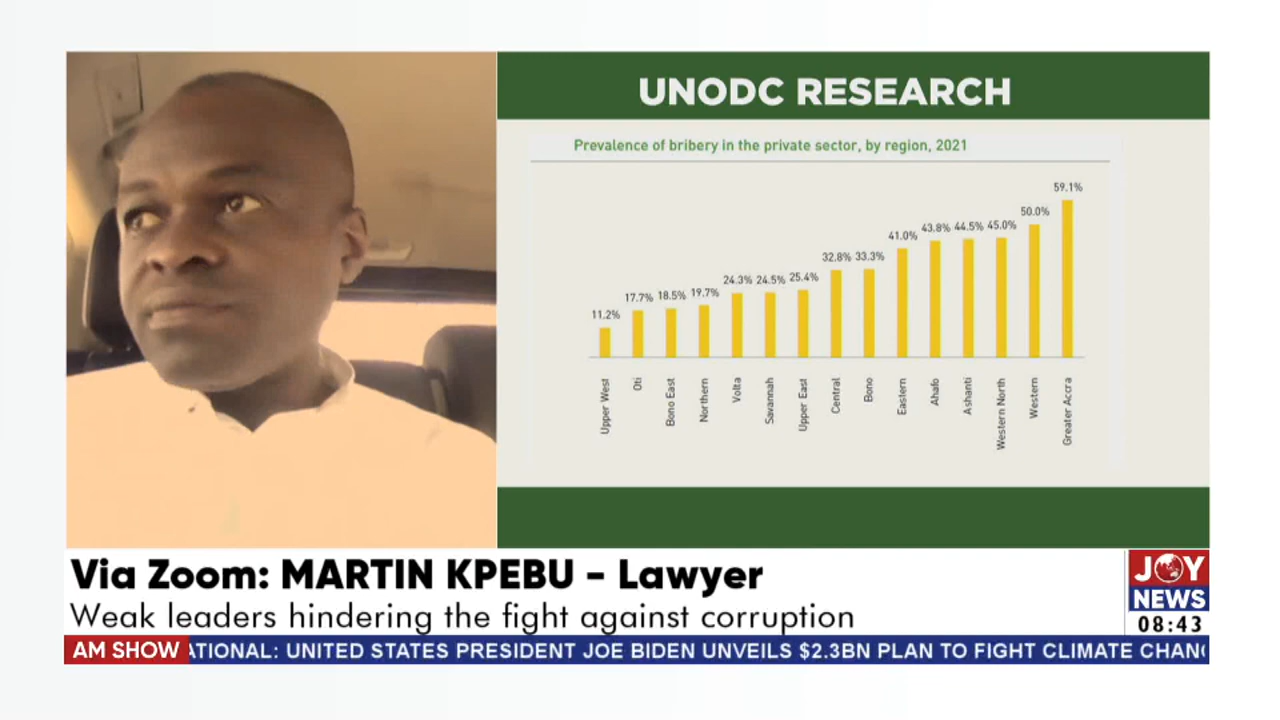 UNODC RESEARCH
Prevalence of bribery in the private sector, by region, 2021
11.2%
17.7%
18.5%
19.7%
24.3%
24.5%
25.4%
32.8%
33.3%
41.0%
43.8%
44.5%
45.0%
50.0%
59.1%
Upper West
Oti
Bono East
Northern
Volta
Savannah
Upper East
Central
Bono
Eastern
Ahafo
Ashanti
Western North
Western
Greater Accra
Via Zoom: MARTIN KPEBU - Lawyer
Weak leaders hindering the fight against corruption
JOY
NEWS
08:43
AM SHOW
ATIONAL: UNITED STATES PRESIDENT JOE BIDEN UNVEILS $2.3BN PLAN TO FIGHT CLIMATE CHAN